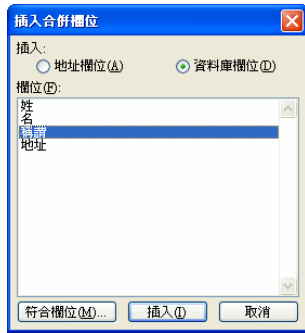 插入合併欄位
插入:
地址欄位(A)
資料庫欄位(D)
欄位(F):
姓
名
稱謂
地址
符合欄位(M)...
插入(I)
取消